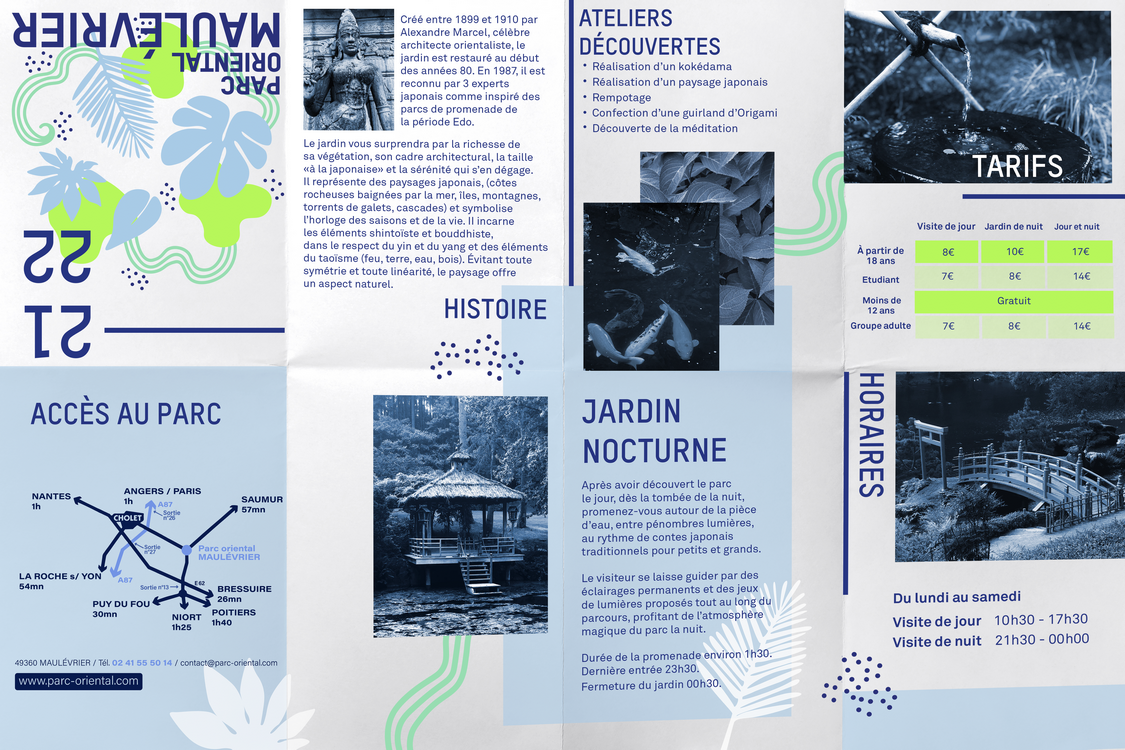 PARC
ORIENTAL
MAULÉVRIER
21
22
Créé entre 1899 et 1910 par
Alexandre Marcel, célèbre
architecte orientaliste, le
jardin est restauré au début
des années 80. En 1987, il est
reconnu par 3 experts
japonais comme inspiré des
parcs de promenade de
la période Edo.
Le jardin vous surprendra par la richesse de
sa végétation, son cadre architectural, la taille
«à la japonaise» et la sérénité qui s'en dégage.
Il représente des paysages japonais, (côtes
rocheuses baignées par la mer, îles, montagnes,
torrents de galets, cascades) et symbolise
l'horloge des saisons et de la vie. Il incarne
les éléments shintoïste et bouddhiste,
dans le respect du yin et du yang et des éléments
du taoïsme (feu, terre, eau, bois). Évitant toute
symétrie et toute linéarité, le paysage offre
un aspect naturel.
HISTOIRE
ATELIERS
DÉCOUVERTES
• Réalisation d'un kokédama
• Réalisation d'un paysage japonais
• Rempotage
• Confection d'une guirland d'Origami
• Découverte de la méditation
TARIFS
Visite de jour Jardin de nuit Jour et nuit
À partir de
18 ans 8€ 10€ 17€
Etudiant 7€ 8€ 14€
Moins de
12 ans Gratuit
Groupe adulte 7€ 8€ 14€
ACCÈS AU PARC
NANTES
1h
ANGERS / PARIS
1h
A87
Sortie
n°26
SAUMUR
57mn
CHOLET
Sortie
n°27
Parc oriental
MAULÉVRIER
LA ROCHE s/ YON
54mn
A87
Sortie n°13
E62
BRESSUIRE
26mn
PUY DU FOU
30mn
NIORT
1h25
POITIERS
1h40
49360 MAULÉVRIER / Tél. 02 41 55 50 14 / contact@parc-oriental.com
www.parc-oriental.com
JARDIN
NOCTURNE
Après avoir découvert le parc
le jour, dès la tombée de la nuit,
promenez-vous autour de la pièce
d'eau, entre pénombres lumières,
au rythme de contes japonais
traditionnels pour petits et grands.
Le visiteur se laisse guider par des
éclairages permanents et des jeux
de lumières proposés tout au long du
parcours, profitant de l'atmosphère
magique du parc la nuit.
Durée de la promenade environ 1h30.
Dernière entrée 23h30.
Fermeture du jardin 00h30.
HORAIRES
Du lundi au samedi
Visite de jour 10h30 - 17h30
Visite de nuit 21h30 - 00h00